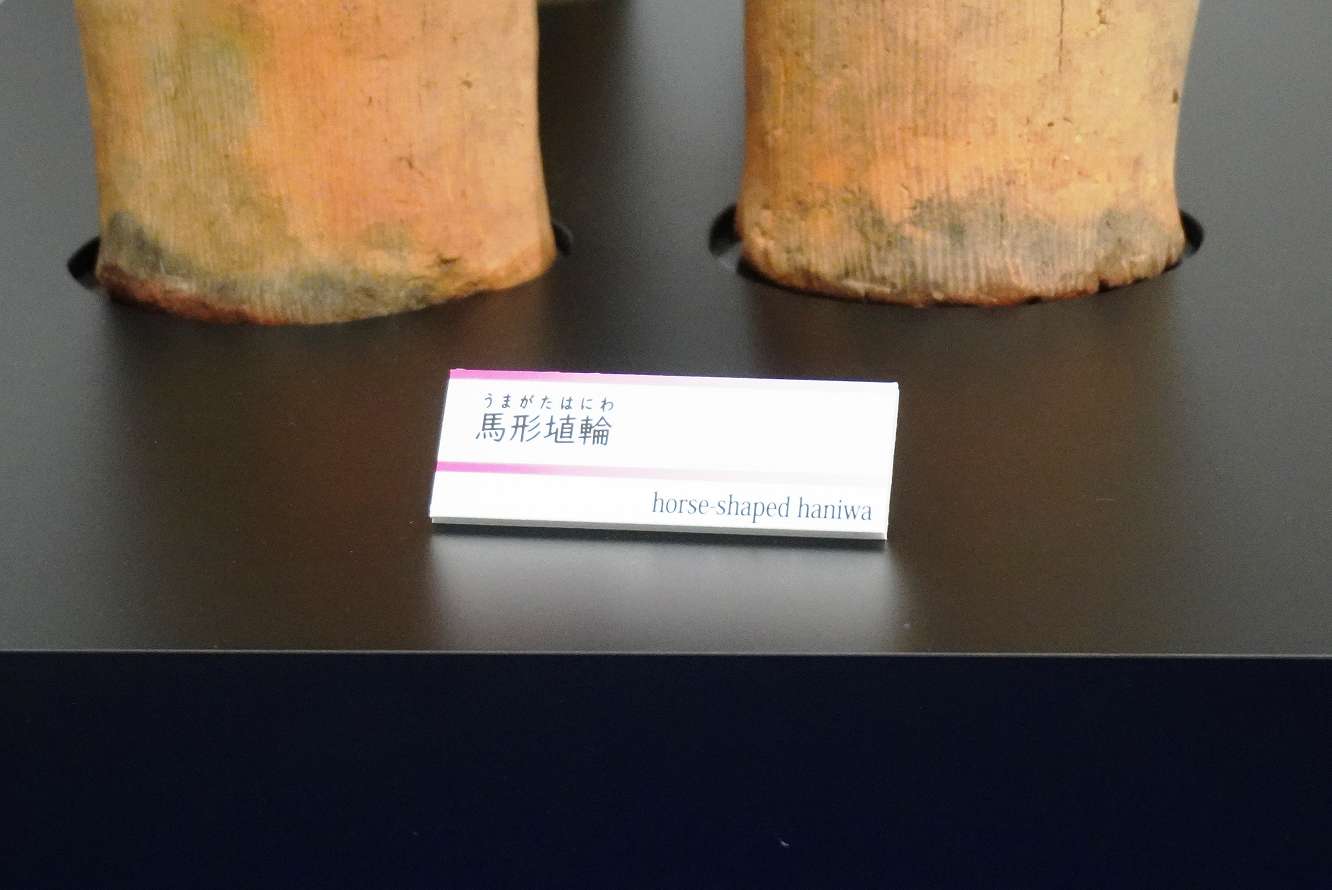 うまがたはにわ
馬形埴輪
horse-shaped haniwa